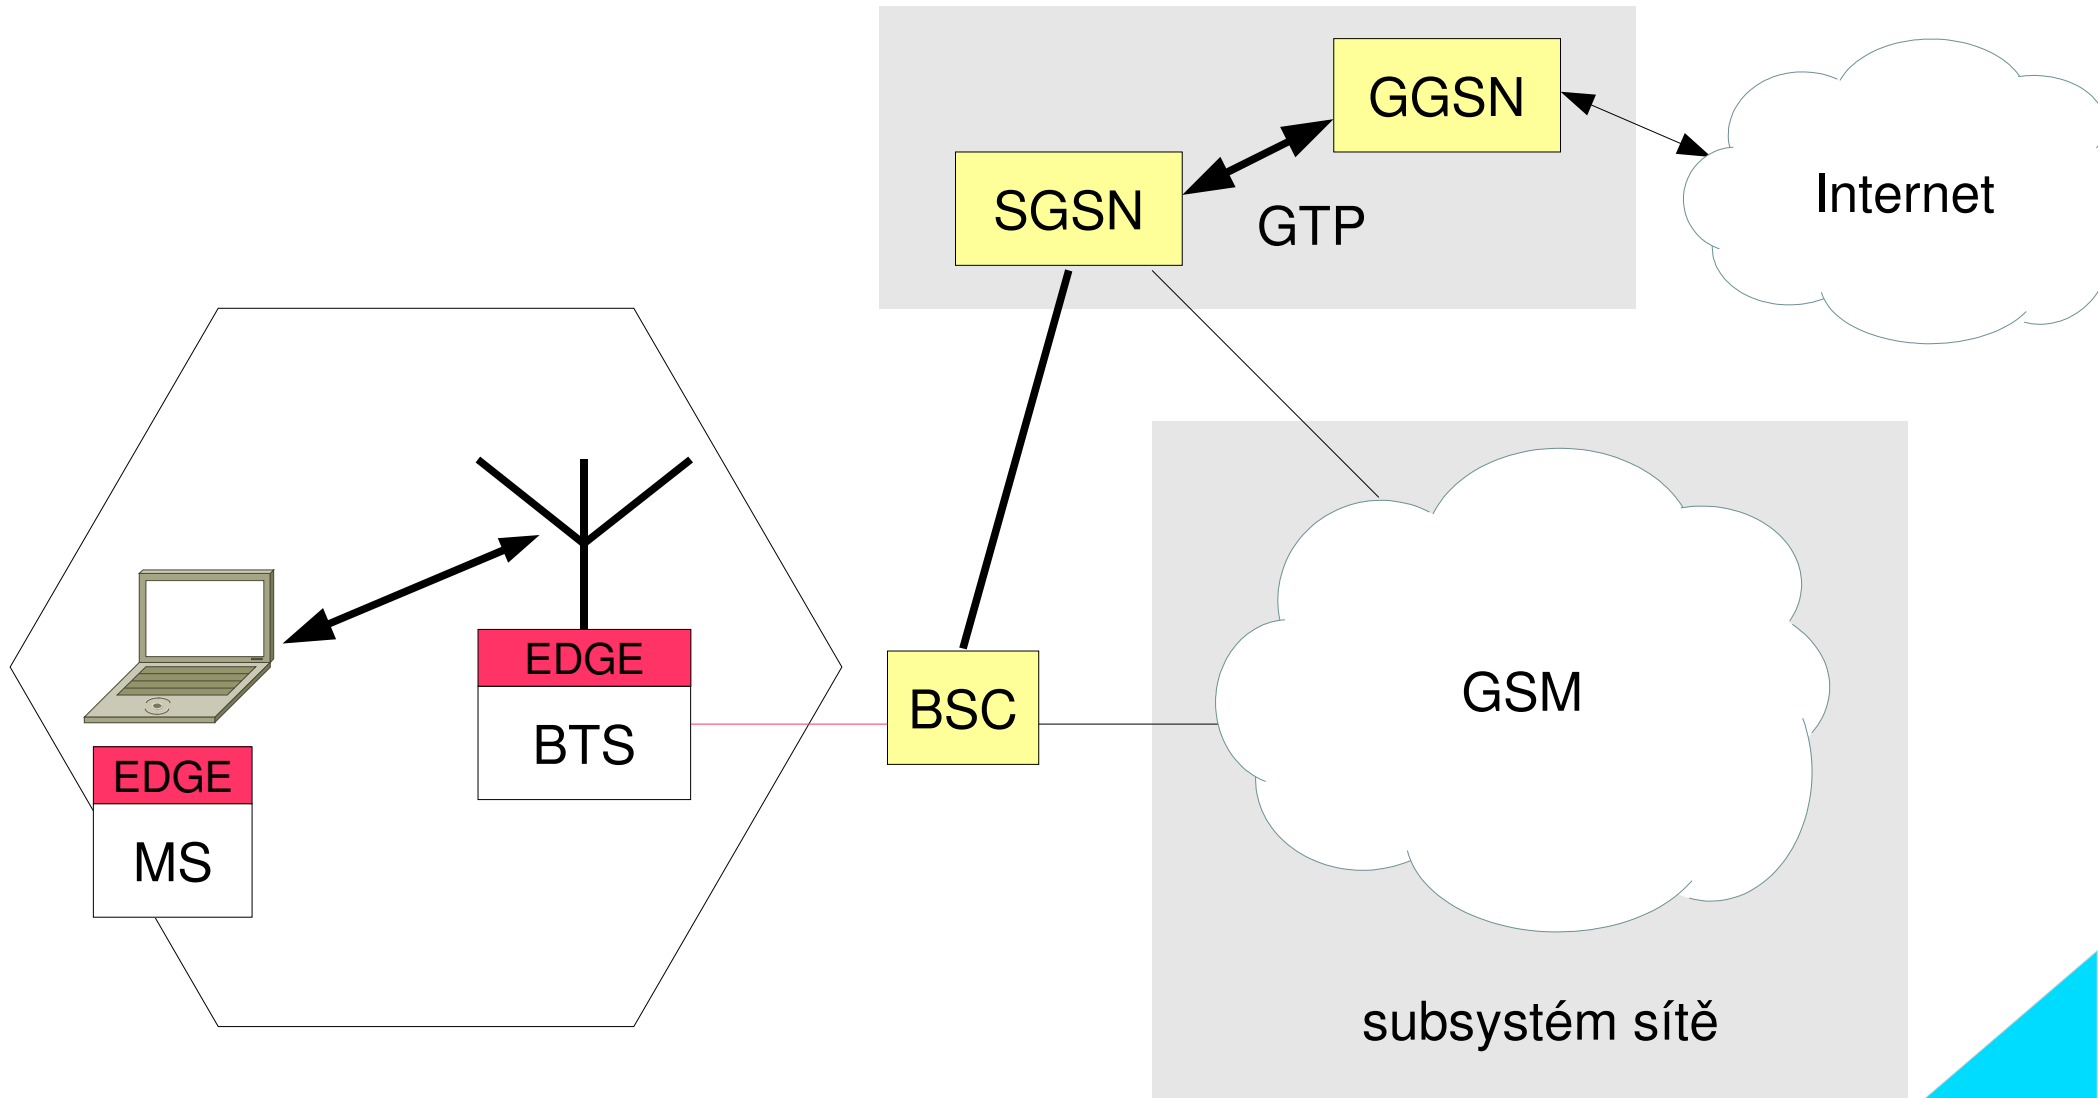 GGSN
SGSN
GTP
Internet
EDGE
BTS
BSC
GSM
EDGE
MS
subsystém sítě